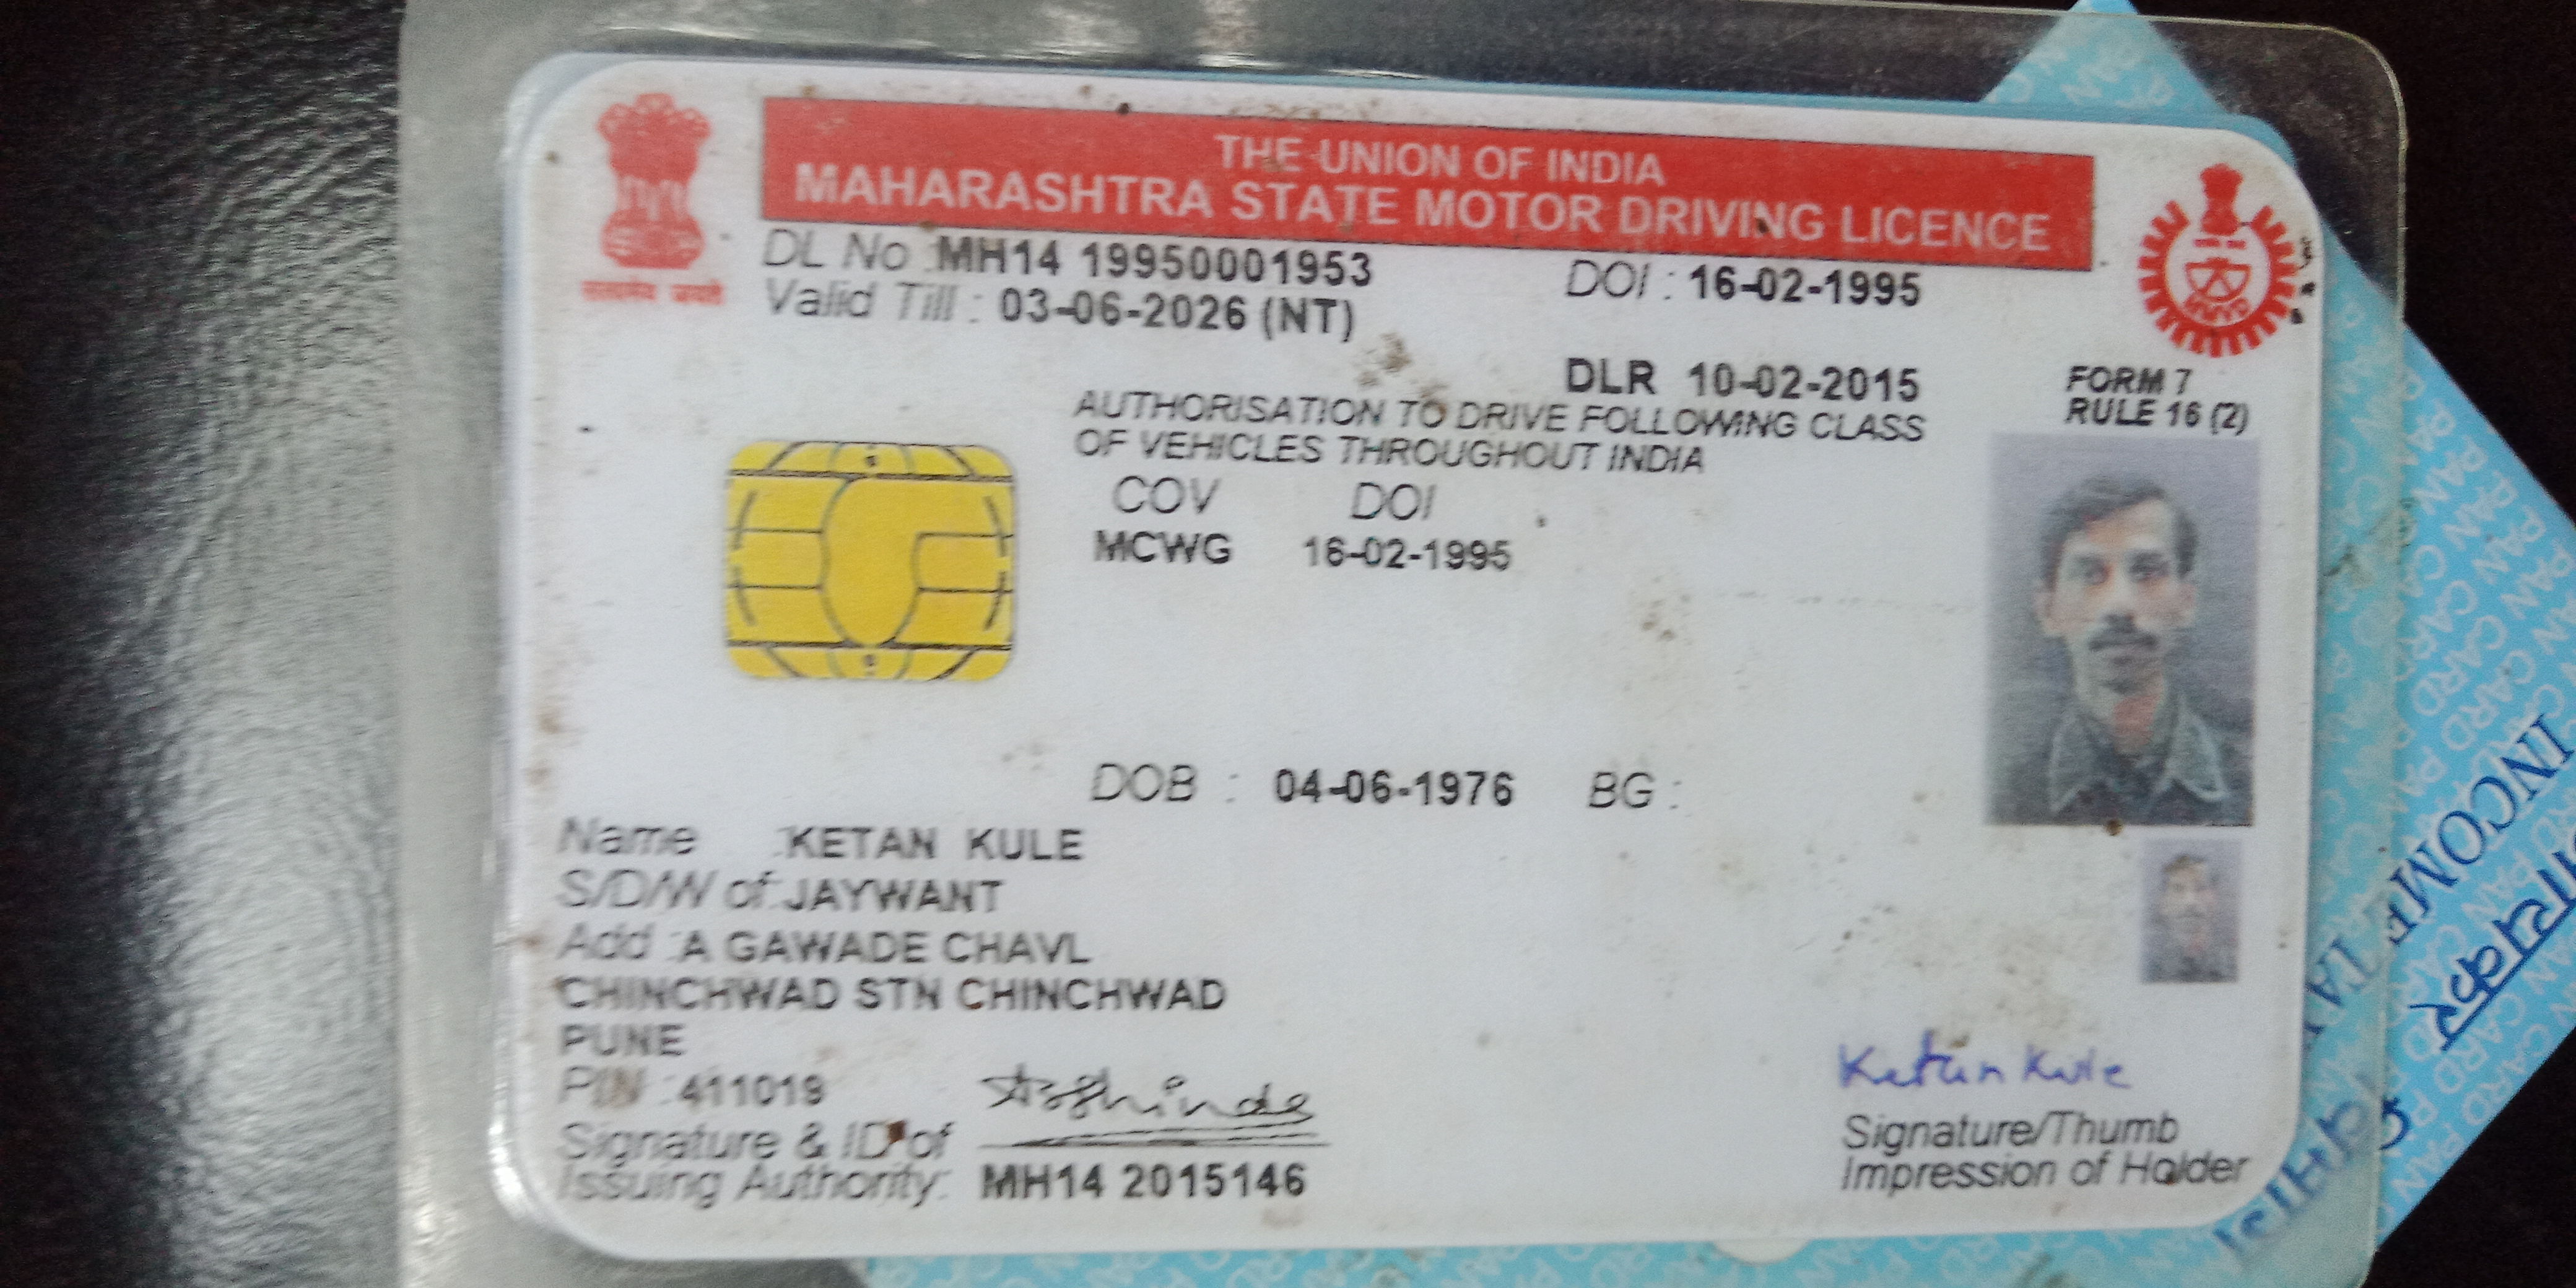 THE UNION OF INDIA
MAHARASHTRA STATE MOTOR DRIVING LICENCE
सत्यमेव जयते
DL No :MH14 19950001953 DOI : 16-02-1995
Valid Till : 03-06-2026 (NT)
DLR 10-02-2015
FORM 7
RULE 16 (2)
AUTHORISATION TO DRIVE FOLLOWING CLASS
OF VEHICLES THROUGHOUT INDIA
COV DOI
MCWG 16-02-1995
DOB : 04-06-1976 BG :
Name :KETAN KULE
S/D/W of:JAYWANT
Add :A GAWADE CHAVL
CHINCHWAD STN CHINCHWAD
PUNE
PIN :411019
Signature & ID of
Issuing Authority: MH14 2015146
Ketan Kule
Signature/Thumb
Impression of Holder
PAN CARD
INCOME TA